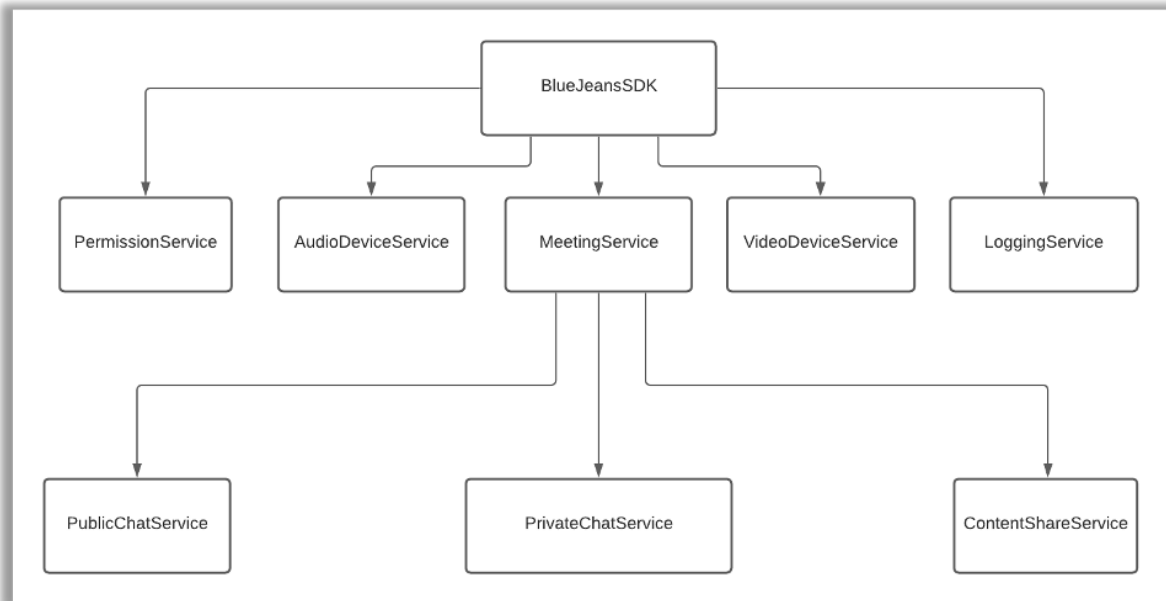 BlueJeansSDK
PermissionService
AudioDeviceService
MeetingService
VideoDeviceService
LoggingService
PublicChatService
PrivateChatService
ContentShareService